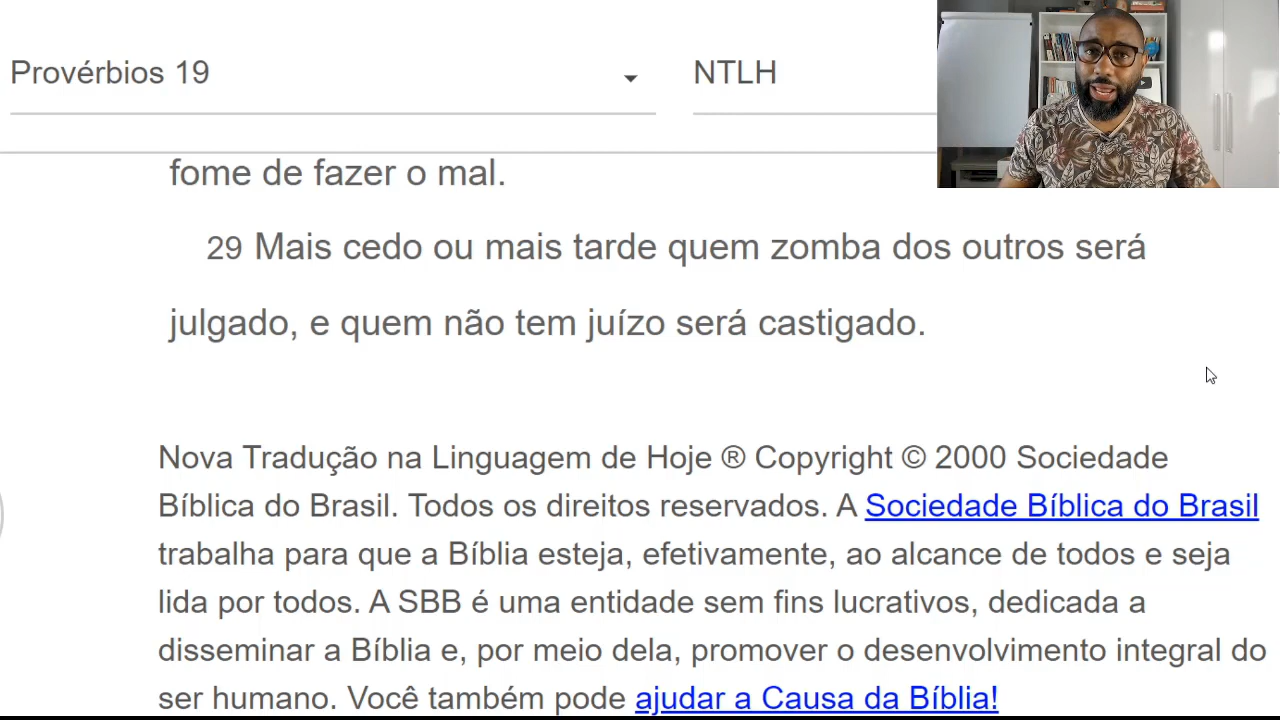 Provérbios 19
NTLH
fome de fazer o mal.
29 Mais cedo ou mais tarde quem zomba dos outros será
julgado, e quem não tem juízo será castigado.
Nova Tradução na Linguagem de Hoje ® Copyright © 2000 Sociedade
Bíblica do Brasil. Todos os direitos reservados. A Sociedade Bíblica do Brasil
trabalha para que a Bíblia esteja, efetivamente, ao alcance de todos e seja
lida por todos. A SBB é uma entidade sem fins lucrativos, dedicada a
disseminar a Bíblia e, por meio dela, promover o desenvolvimento integral do
ser humano. Você também pode ajudar a Causa da Bíblia!